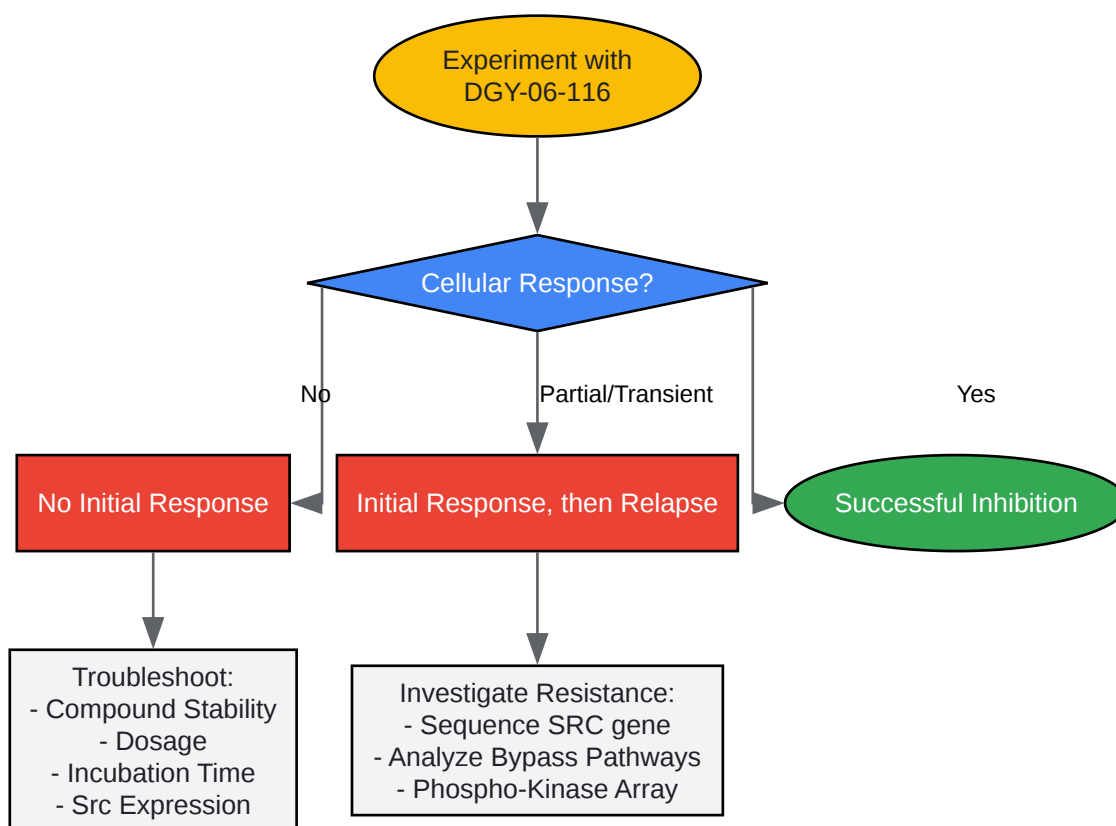 Experiment with
DGY-06-116
Cellular Response?
No
Partial/Transient
Yes
No Initial Response
Initial Response, then Relapse
Successful Inhibition
Troubleshoot:
- Compound Stability
- Dosage
- Incubation Time
- Src Expression
Investigate Resistance:
- Sequence SRC gene
- Analyze Bypass Pathways
- Phospho-Kinase Array